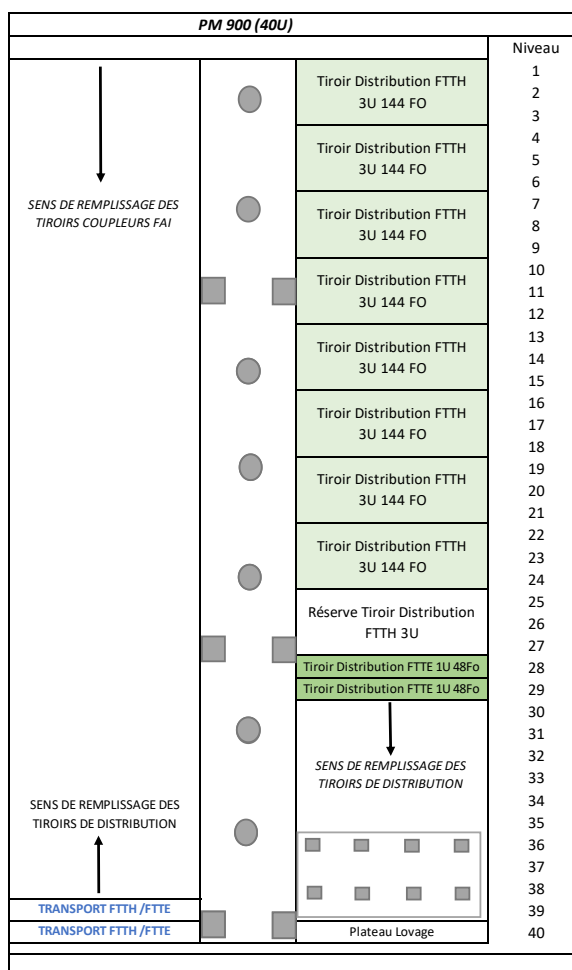 PM 900 (40U)
Niveau
SENS DE REMPLISSAGE DES
TIROIRS COUPLEURS FAI
SENS DE REMPLISSAGE DES
TIROIRS DE DISTRIBUTION
TRANSPORT FTTH /FTTE
TRANSPORT FTTH /FTTE
Tiroir Distribution FTTH
3U 144 FO
Tiroir Distribution FTTH
3U 144 FO
Tiroir Distribution FTTH
3U 144 FO
Tiroir Distribution FTTH
3U 144 FO
Tiroir Distribution FTTH
3U 144 FO
Tiroir Distribution FTTH
3U 144 FO
Tiroir Distribution FTTH
3U 144 FO
Tiroir Distribution FTTH
3U 144 FO
Réserve Tiroir Distribution
FTTH 3U
Tiroir Distribution FTTE 1U 48Fo
Tiroir Distribution FTTE 1U 48Fo
SENS DE REMPLISSAGE DES
TIROIRS DE DISTRIBUTION
Plateau Lovage
1
2
3
4
5
6
7
8
9
10
11
12
13
14
15
16
17
18
19
20
21
22
23
24
25
26
27
28
29
30
31
32
33
34
35
36
37
38
39
40